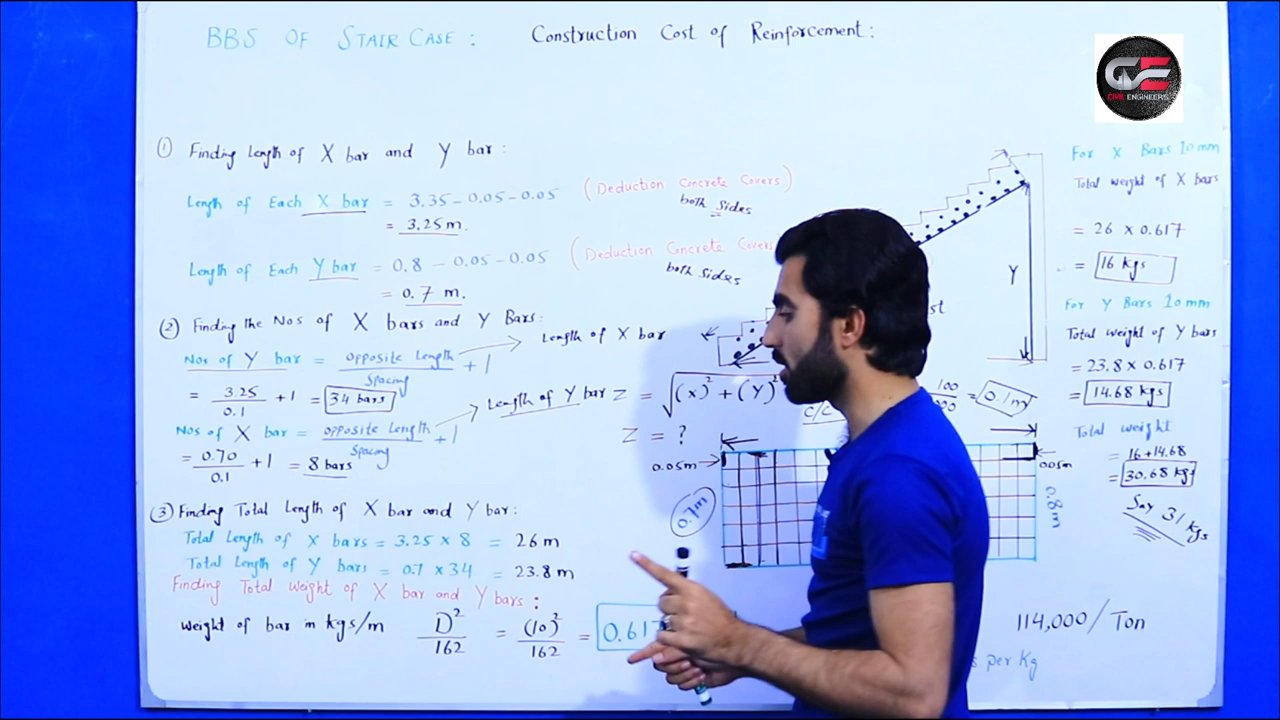 BBS OF STAIR CASE : Construction Cost of Reinforcement :
GVE
CIVIL ENGINEERS
① Finding Length of X bar and Y bar :
Length of Each X bar = 3.35 - 0.05 - 0.05 (Deduction Concrete Covers)
both Sides
= 3.25 m.
Length of Each Y bar = 0.8 - 0.05 - 0.05 (Deduction Concrete Covers
both Sides
= 0.7 m.
② Finding the Nos of X bars and Y Bars :
Nos of Y bar = Opposite Length / Spacing + 1 Length of X bar
= 3.25 / 0.1 + 1 = 34 bars
Nos of X bar = Opposite Length / Spacing + 1 Length of Y bar
= 0.70 / 0.1 + 1 = 8 bars
③ Finding Total Length of X bar and Y bar :
Total Length of X bars = 3.25 x 8 = 26 m
Total Length of Y bars = 0.7 x 34 = 23.8 m
Finding Total weight of X bar and Y bars :
weight of bar in kgs/m D² / 162 = (10)² / 162 = 0.617
Y
st
Z = √(x)² + (Y)²
C/C
100
= 0.1m
Z = ?
0.05m
0.05m
0.7m
0.8m
For X Bars 10mm
Total weight of X bars
= 26 x 0.617
= 16 kgs
For Y Bars 10mm
Total weight of Y bars
= 23.8 x 0.617
= 14.68 kgs
Total weight
= 16 + 14.68
= 30.68 kgs
Say 31 kgs
114,000 / Ton
per Kg